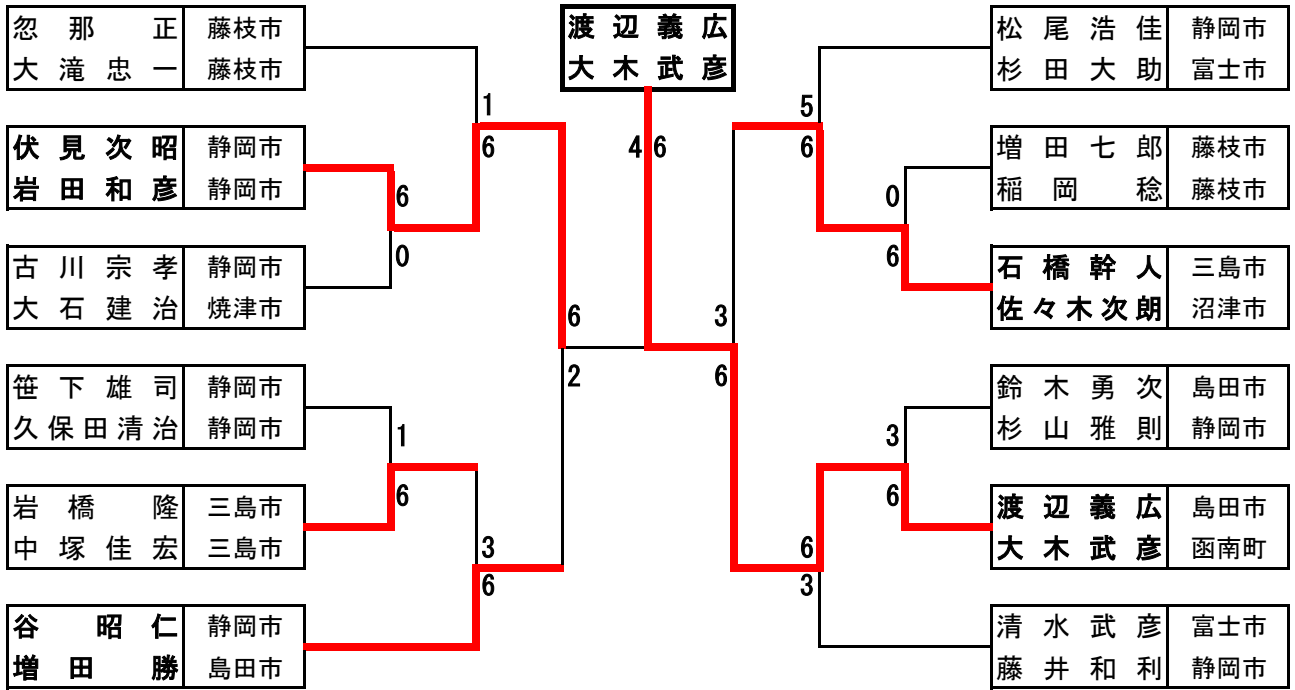 忽那正 藤枝市
大滝忠一 藤枝市
伏見次昭 静岡市
岩田和彦 静岡市
古川宗孝 静岡市
大石建治 焼津市
笹下雄司 静岡市
久保田清治 静岡市
岩橋隆 三島市
中塚佳宏 三島市
谷昭仁 静岡市
増田勝 島田市
1
6
6
0
6
2
1
6
3
6
渡辺義広
大木武彦
4 6
5
6
0
6
3
6
3
6
6
3
松尾浩佳 静岡市
杉田大助 富士市
増田七郎 藤枝市
稲岡稔 藤枝市
石橋幹人 三島市
佐々木次朗 沼津市
鈴木勇次 島田市
杉山雅則 静岡市
渡辺義広 島田市
大木武彦 函南町
清水武彦 富士市
藤井和利 静岡市